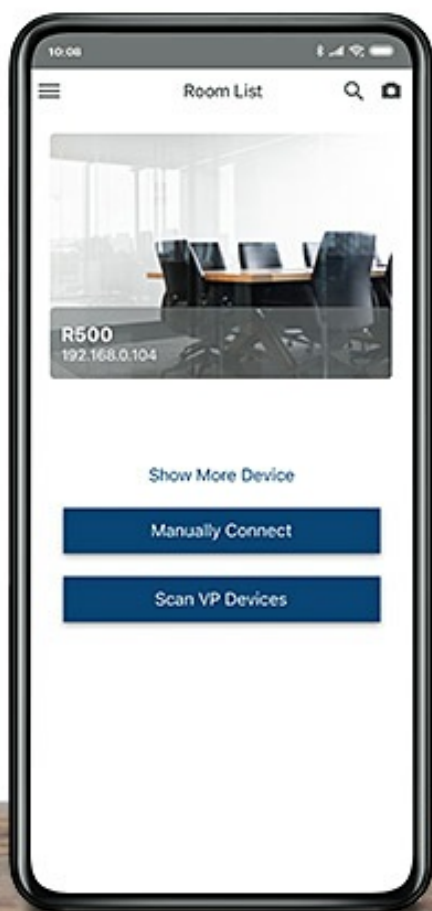 10:08
Room List
R500
192.168.0.104
Show More Device
Manually Connect
Scan VP Devices